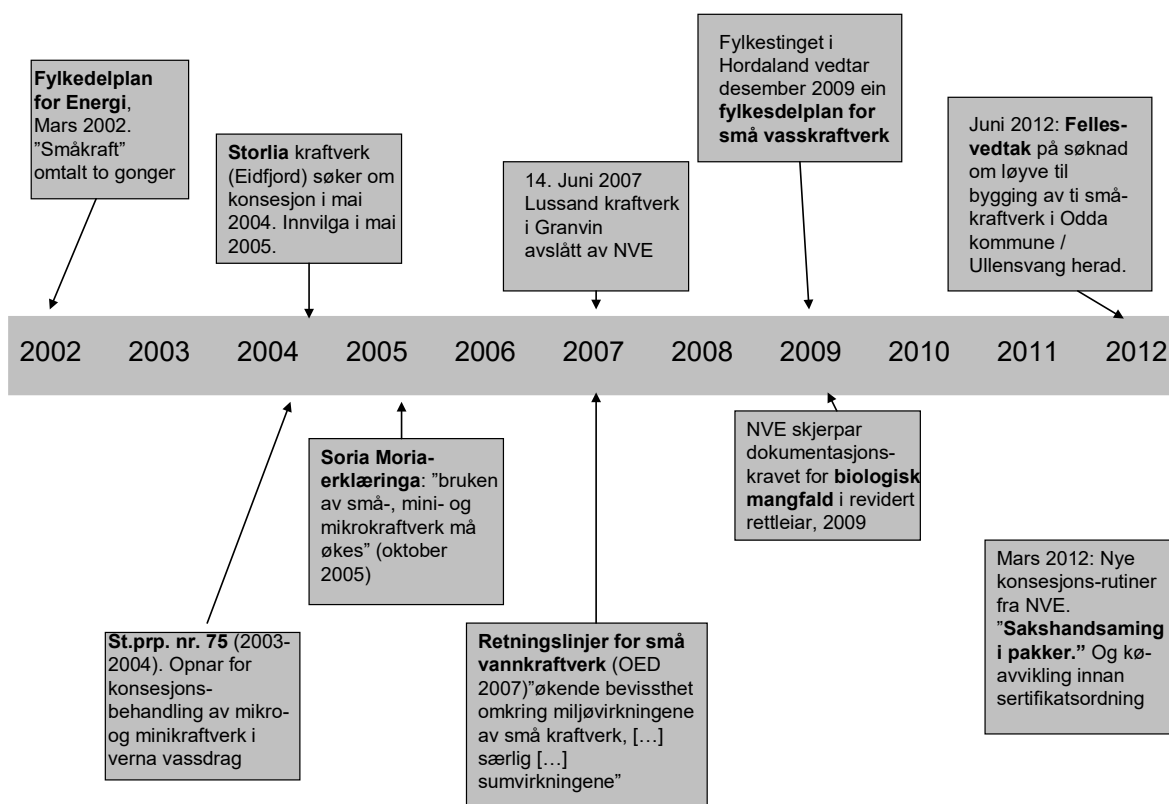 Fylkedelplan
for Energi,
Mars 2002.
”Småkraft”
omtalt to gonger
Storlia kraftverk
(Eidfjord) søker om
konsesjon i mai
2004. Innvilga i mai
2005.
14. Juni 2007
Lussand kraftverk
i Granvin
avslått av NVE
Fylkestinget i
Hordaland vedtar
desember 2009 ein
fylkesdelplan for
små vasskraftverk
Juni 2012: Felles-
vedtak på søknad
om løyve til
bygging av ti små-
kraftverk i Odda
kommune /
Ullensvang herad.
2002 2003 2004 2005 2006 2007 2008 2009 2010 2011 2012
St.prp. nr. 75 (2003-
2004). Opnar for
konsesjons-
behandling av mikro-
og minikraftverk i
verna vassdrag
Soria Moria-
erklæringa: ”bruken
av små-, mini- og
mikrokraftverk må
økes” (oktober
2005)
Retningslinjer for små
vannkraftverk (OED
2007)”økende bevissthet
omkring miljøvirkningene
av små kraftverk, […]
særlig […]
sumvirkningene”
NVE skjerpar
dokumentasjons-
kravet for biologisk
mangfald i revidert
rettleiar, 2009
Mars 2012: Nye
konsesjons-rutiner
fra NVE.
”Sakshandsaming
i pakker.” Og kø-
avvikling innan
sertifikatsordning